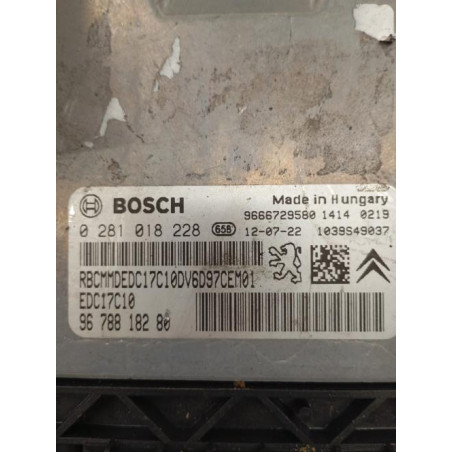 BOSCH
Made in Hungary
9666729580 1414 0219
0 281 018 228 656 12-07-22 1039S49037
RBCMMDEDC17C10DV6D97CEM01
EDC17C10
96 788 182 80